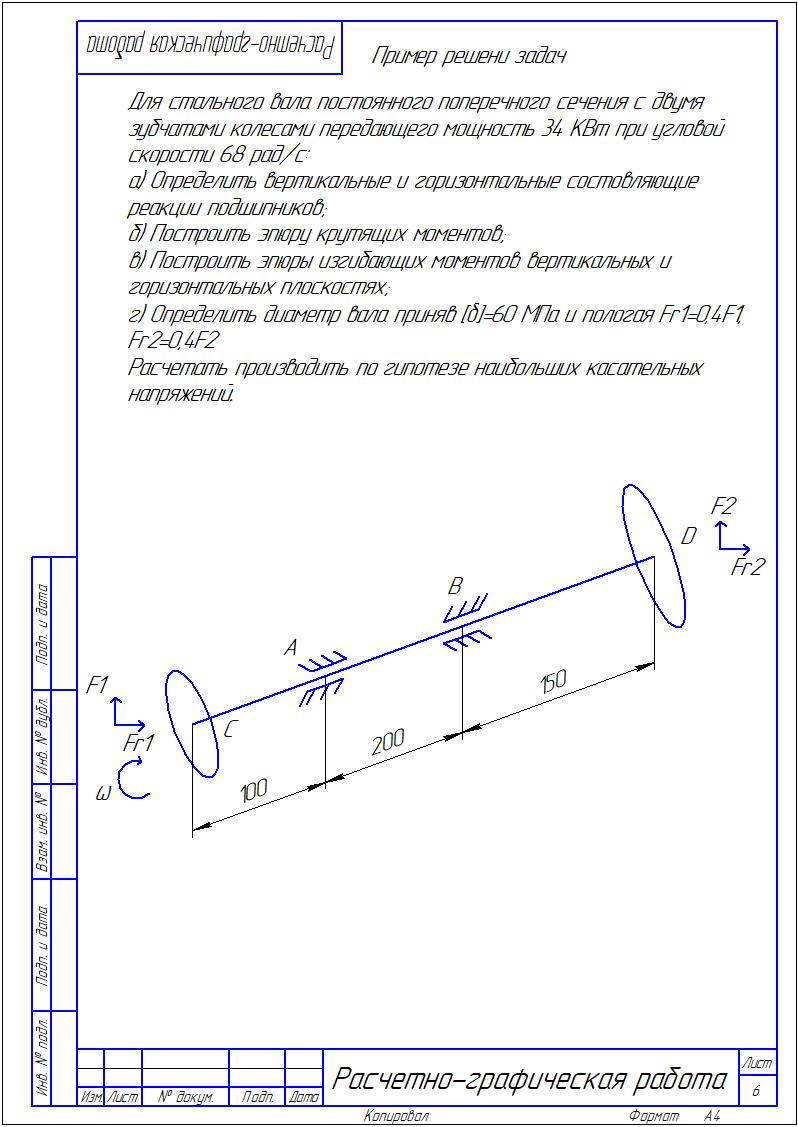 Расчетно-графическая работа
Пример решени задач
Для стального вала постоянного поперечного сечения с двумя
зубчатами колесами передающего мощность 34 КВт при угловой
скорости 68 рад/с:
а) Определить вертикальные и горизонтальные состовляющие
реакции подшипников;
б) Построить эпюру крутящих моментов;
в) Построить эпюры изгибающих моментов вертикальных и
горизонтальных плоскостях;
г) Определить диаметр вала приняв [б]=60 МПа и пологая Fr1=0,4F1,
Fr2=0,4F2
Расчетать производить по гипотезе наибольших касательных
напряжений.
F2
D
Fr2
B
A
150
F1
Fr1
C
200
ω
100
Подп. и дата
Инв. № дубл.
Взам. инв. №
Подп. и дата
Инв. № подл.
Изм.
Лист
№ докум.
Подп.
Дата
Расчетно-графическая работа
Лист
6
Копировал
Формат A4